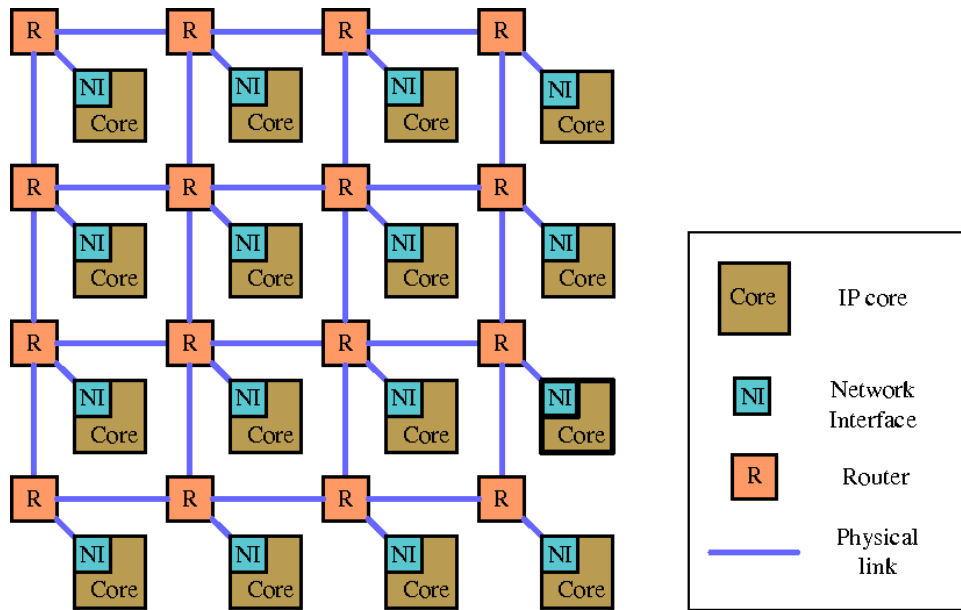 R R R R
NI NI NI NI
Core Core Core Core
R R R R
NI NI NI NI
Core Core Core Core
R R R R
NI NI NI NI
Core Core Core Core
R R R R
NI NI NI NI
Core Core Core Core
Core IP core
NI Network
Interface
R Router
Physical
link